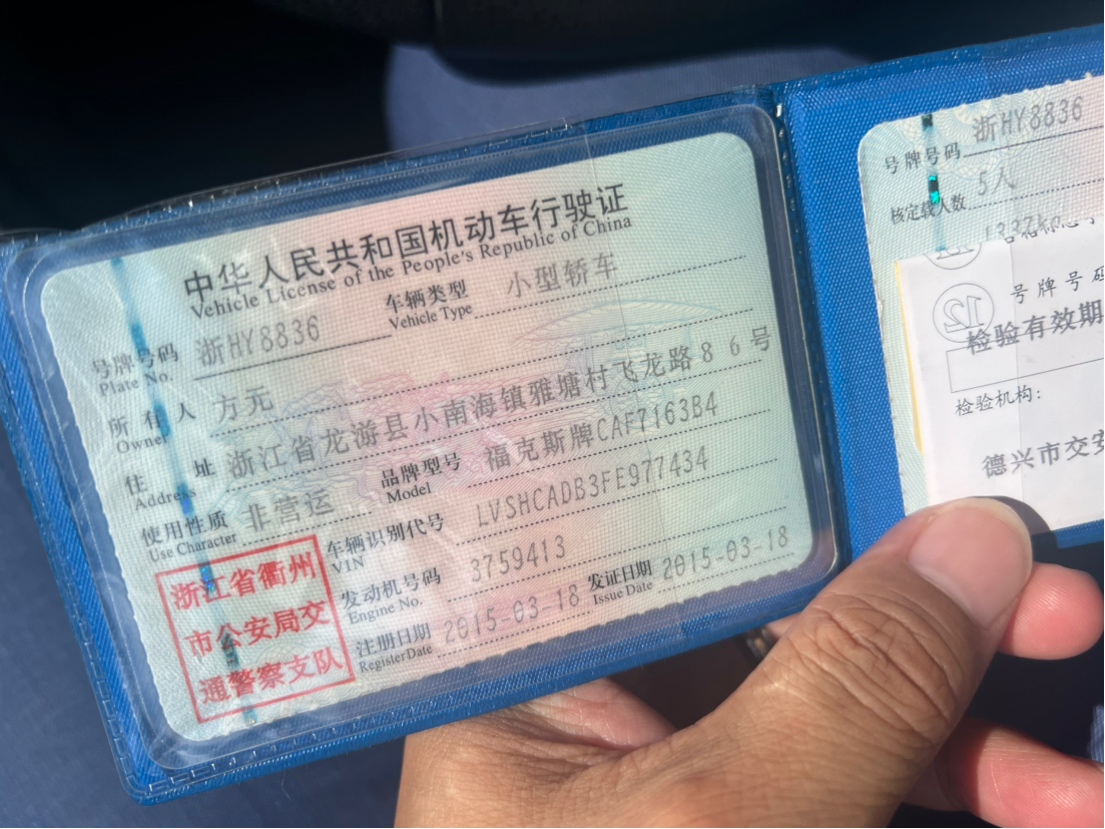 中华人民共和国机动车行驶证
Vehicle License of the People's Republic of China
号牌号码 浙HY8836 车辆类型 小型轿车
Plate No. Vehicle Type
所有人 方元
Owner
住址 浙江省龙游县小南海镇雅塘村飞龙路86号
Address
使用性质 非营运 品牌型号 福克斯牌CAF7163B4
Use Character Model
车辆识别代号 LVSHCADB3FE977434
VIN
发动机号码 3759413
Engine No.
注册日期 2015-03-18 发证日期 2015-03-18
Register Date Issue Date
浙江省衢州
市公安局交
通警察支队
号牌号码 浙HY8836
核定载人数 5人
1337kg
12
号牌号码
检验有效期
检验机构:
德兴市交安